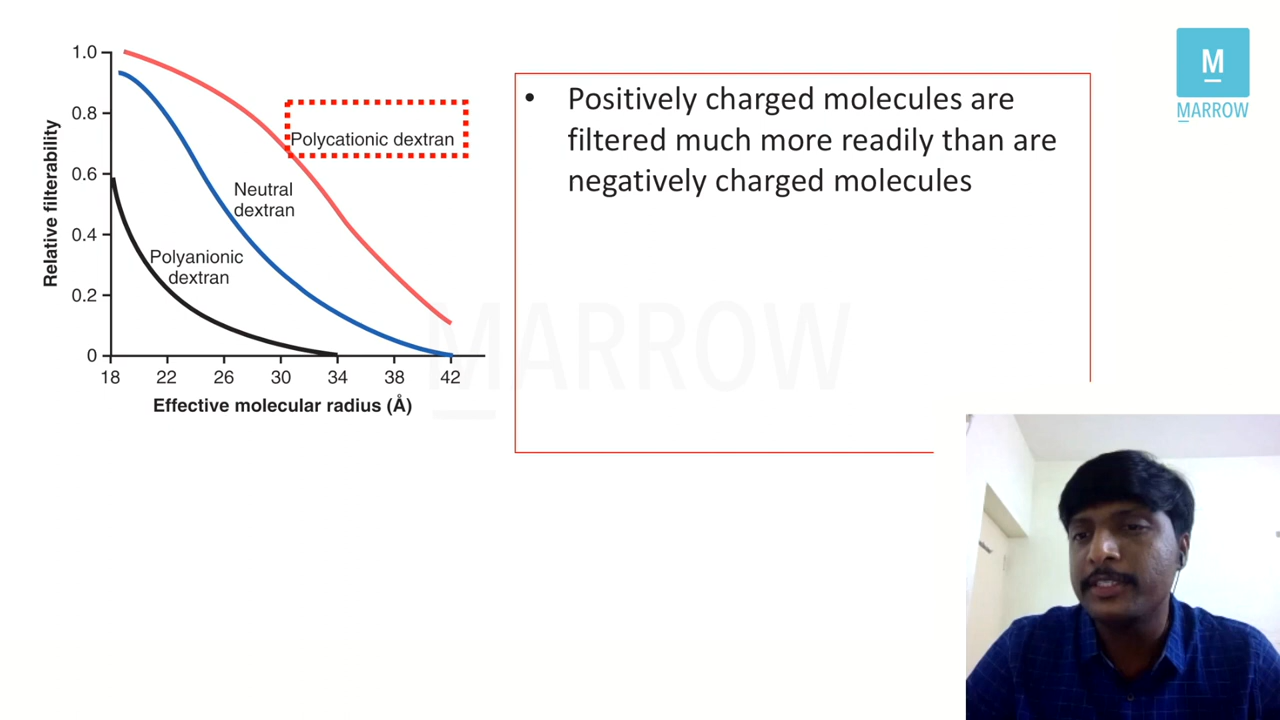 1.0
0.8
0.6
0.4
0.2
0
18 22 26 30 34 38 42
Relative filterability
Effective molecular radius (Å)
Polycationic dextran
Neutral
dextran
Polyanionic
dextran
• Positively charged molecules are
filtered much more readily than are
negatively charged molecules
M
MARROW
MARROW